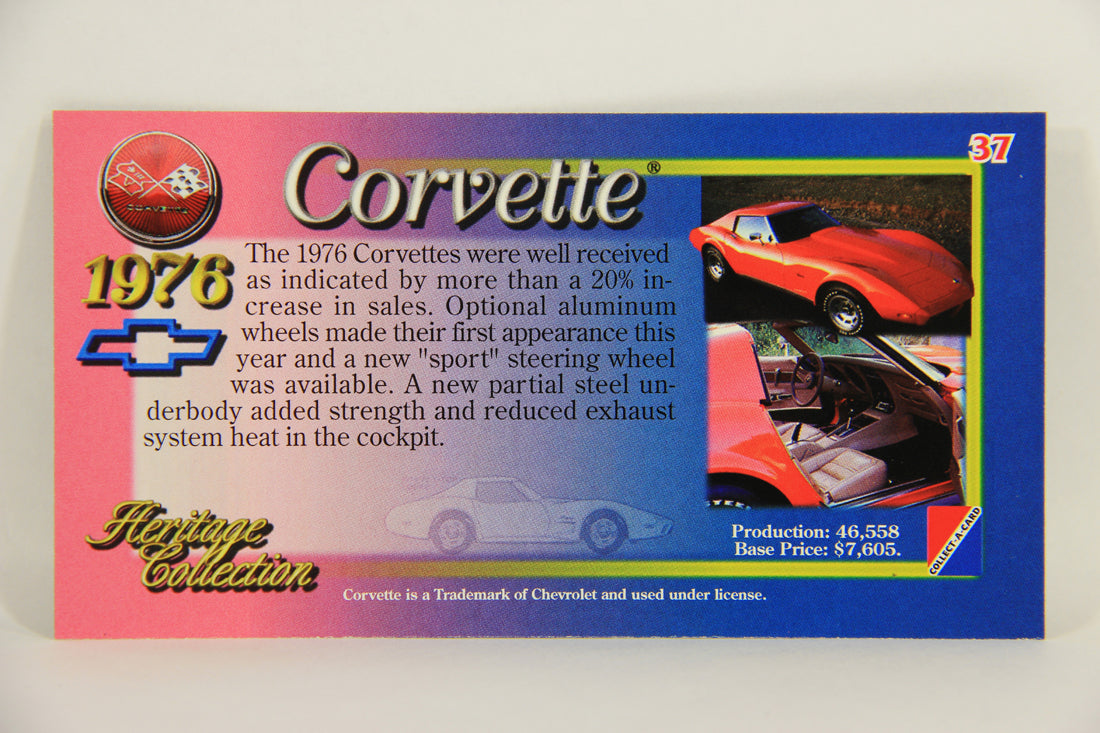 37
Corvette®
CORVETTE
1976
The 1976 Corvettes were well received
as indicated by more than a 20% in-
crease in sales. Optional aluminum
wheels made their first appearance this
year and a new "sport" steering wheel
was available. A new partial steel un-
derbody added strength and reduced exhaust
system heat in the cockpit.
Heritage
Collection
Production: 46,558
Base Price: $7,605.
COLLECT-A-CARD
Corvette is a Trademark of Chevrolet and used under license.